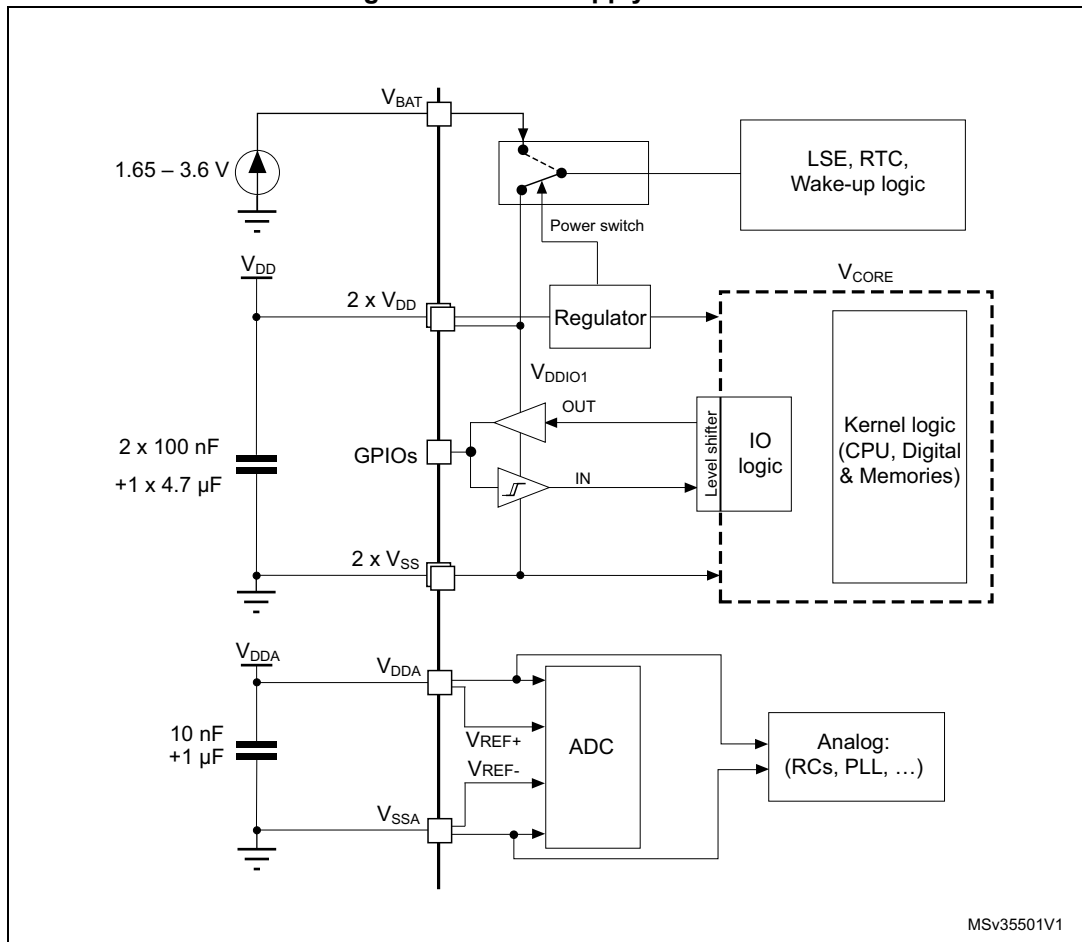 VBAT
1.65 – 3.6 V
LSE, RTC,
Wake-up logic
Power switch
VDD
VCORE
2 x VDD
Regulator
VDDIO1
OUT
2 x 100 nF
+1 x 4.7 µF
GPIOs
IN
Level shifter
IO
logic
Kernel logic
(CPU, Digital
& Memories)
2 x VSS
VDDA
VDDA
10 nF
+1 µF
VREF+
VREF-
ADC
Analog:
(RCs, PLL, …)
VSSA
MSv35501V1